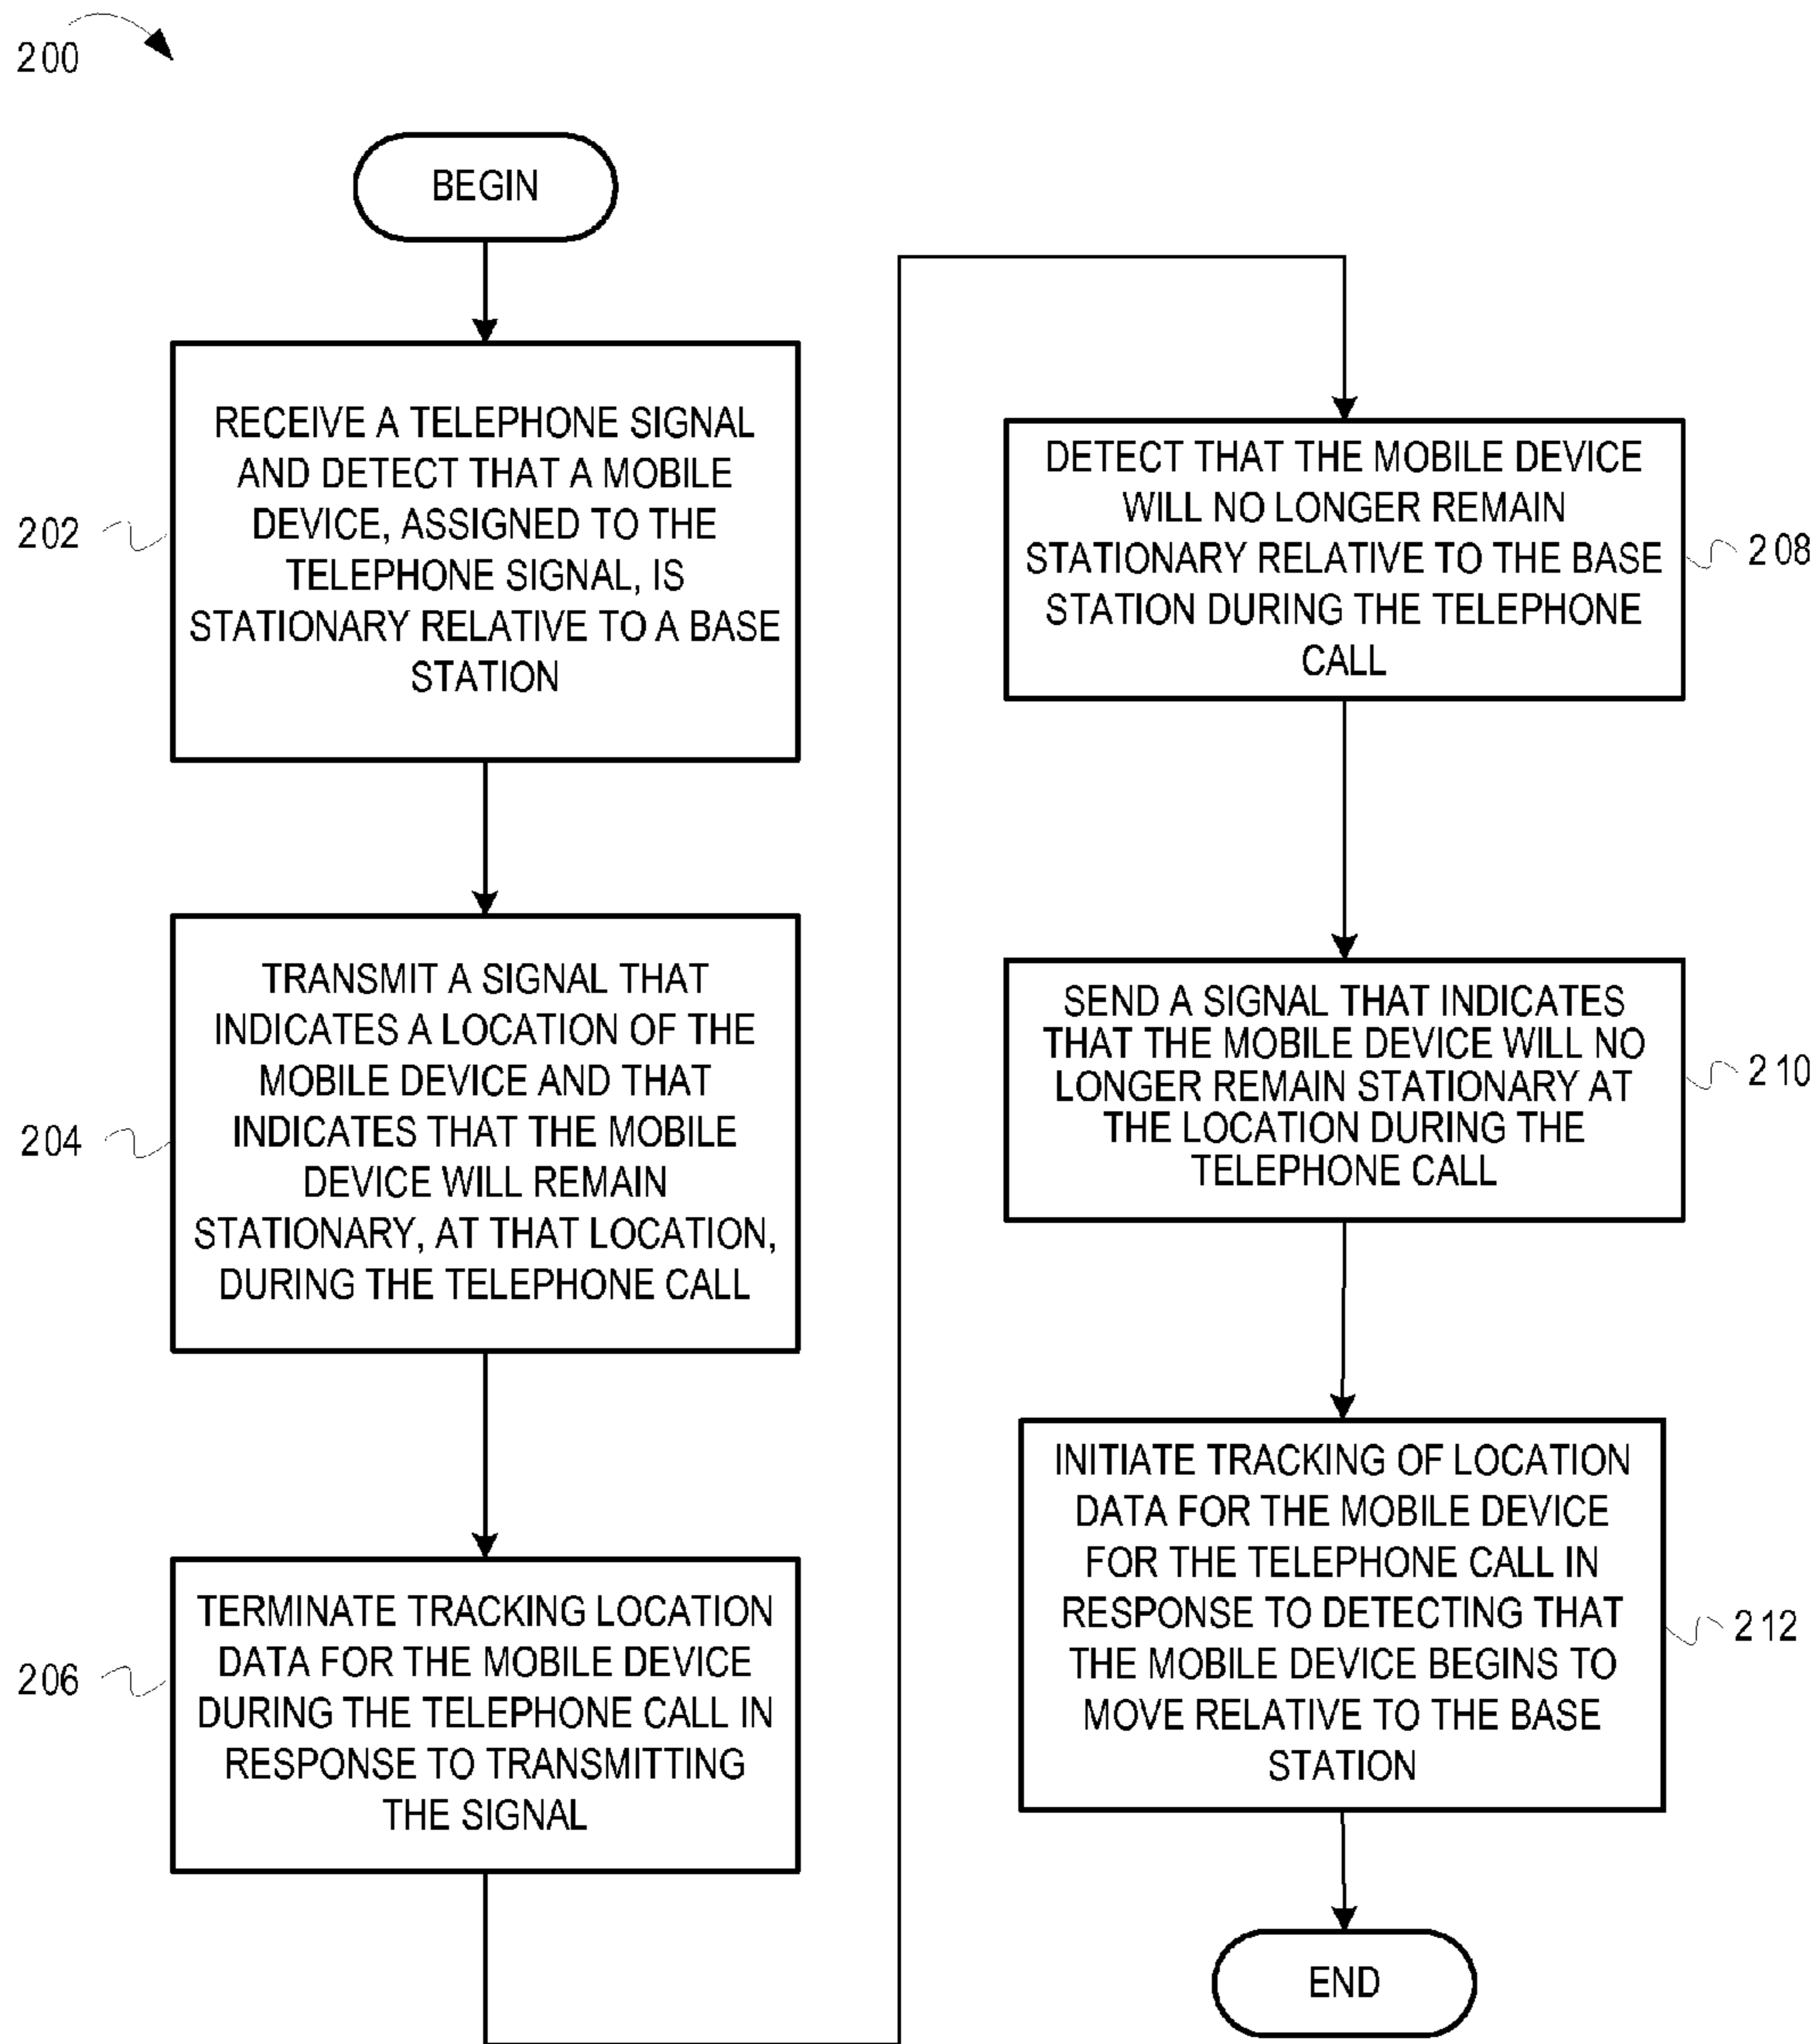 200
BEGIN
202
RECEIVE A TELEPHONE SIGNAL
AND DETECT THAT A MOBILE
DEVICE, ASSIGNED TO THE
TELEPHONE SIGNAL, IS
STATIONARY RELATIVE TO A BASE
STATION
204
TRANSMIT A SIGNAL THAT
INDICATES A LOCATION OF THE
MOBILE DEVICE AND THAT
INDICATES THAT THE MOBILE
DEVICE WILL REMAIN
STATIONARY, AT THAT LOCATION,
DURING THE TELEPHONE CALL
206
TERMINATE TRACKING LOCATION
DATA FOR THE MOBILE DEVICE
DURING THE TELEPHONE CALL IN
RESPONSE TO TRANSMITTING
THE SIGNAL
DETECT THAT THE MOBILE DEVICE
WILL NO LONGER REMAIN
STATIONARY RELATIVE TO THE BASE
STATION DURING THE TELEPHONE
CALL
208
SEND A SIGNAL THAT INDICATES
THAT THE MOBILE DEVICE WILL NO
LONGER REMAIN STATIONARY AT
THE LOCATION DURING THE
TELEPHONE CALL
210
INITIATE TRACKING OF LOCATION
DATA FOR THE MOBILE DEVICE
FOR THE TELEPHONE CALL IN
RESPONSE TO DETECTING THAT
THE MOBILE DEVICE BEGINS TO
MOVE RELATIVE TO THE BASE
STATION
212
END